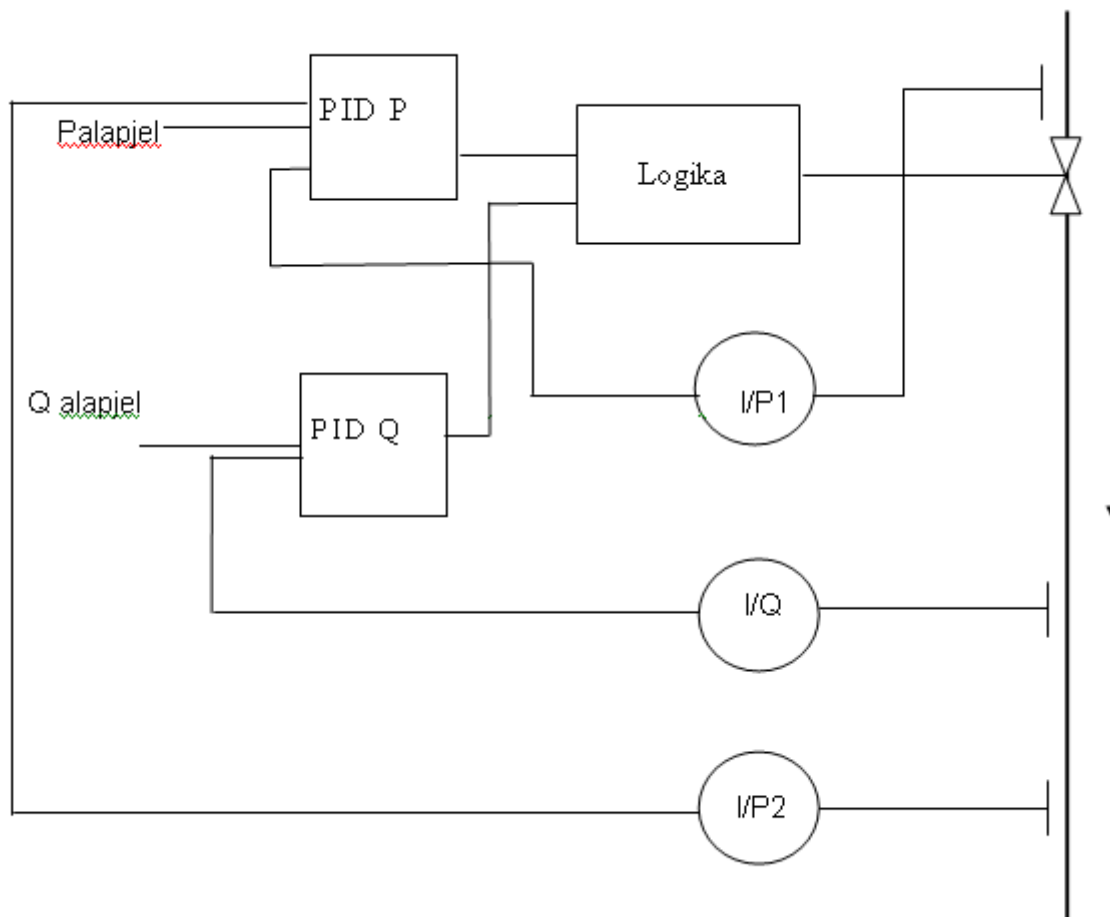 PID P
Palapjel
Logika
I/P1
Q alapjel
PID Q
I/Q
I/P2